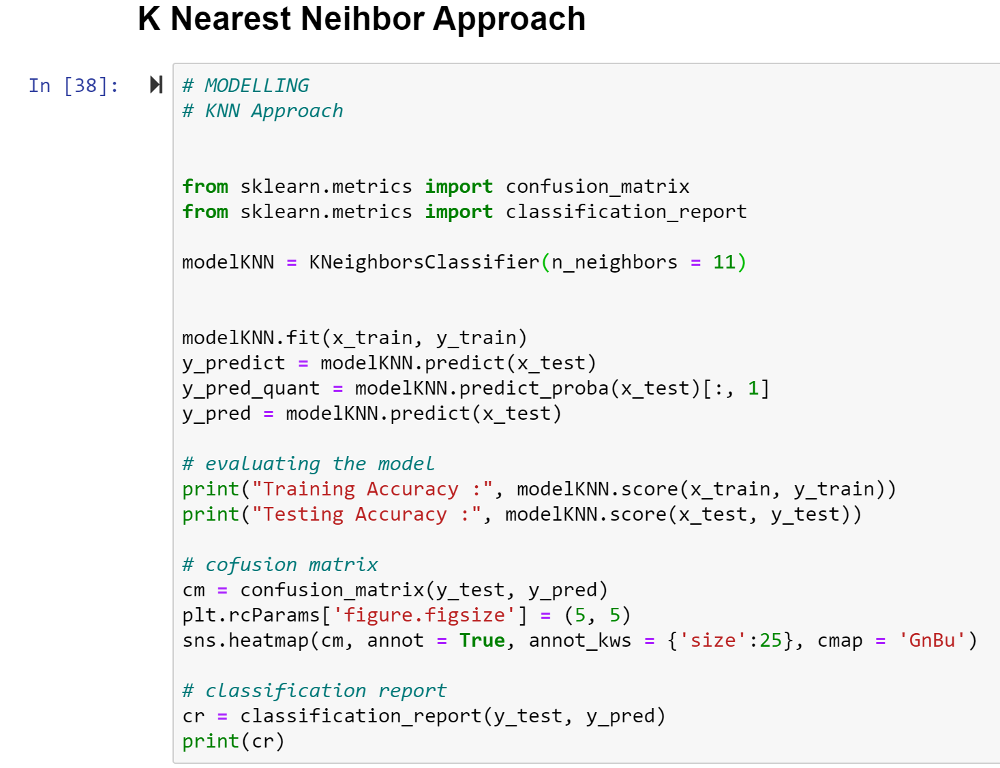 K Nearest Neihbor Approach
In [38]:
# MODELLING
# KNN Approach
from sklearn.metrics import confusion_matrix
from sklearn.metrics import classification_report
modelKNN = KNeighborsClassifier(n_neighbors = 11)
modelKNN.fit(x_train, y_train)
y_predict = modelKNN.predict(x_test)
y_pred_quant = modelKNN.predict_proba(x_test)[:, 1]
y_pred = modelKNN.predict(x_test)
# evaluating the model
print("Training Accuracy :", modelKNN.score(x_train, y_train))
print("Testing Accuracy :", modelKNN.score(x_test, y_test))
# cofusion matrix
cm = confusion_matrix(y_test, y_pred)
plt.rcParams['figure.figsize'] = (5, 5)
sns.heatmap(cm, annot = True, annot_kws = {'size':25}, cmap = 'GnBu')
# classification report
cr = classification_report(y_test, y_pred)
print(cr)